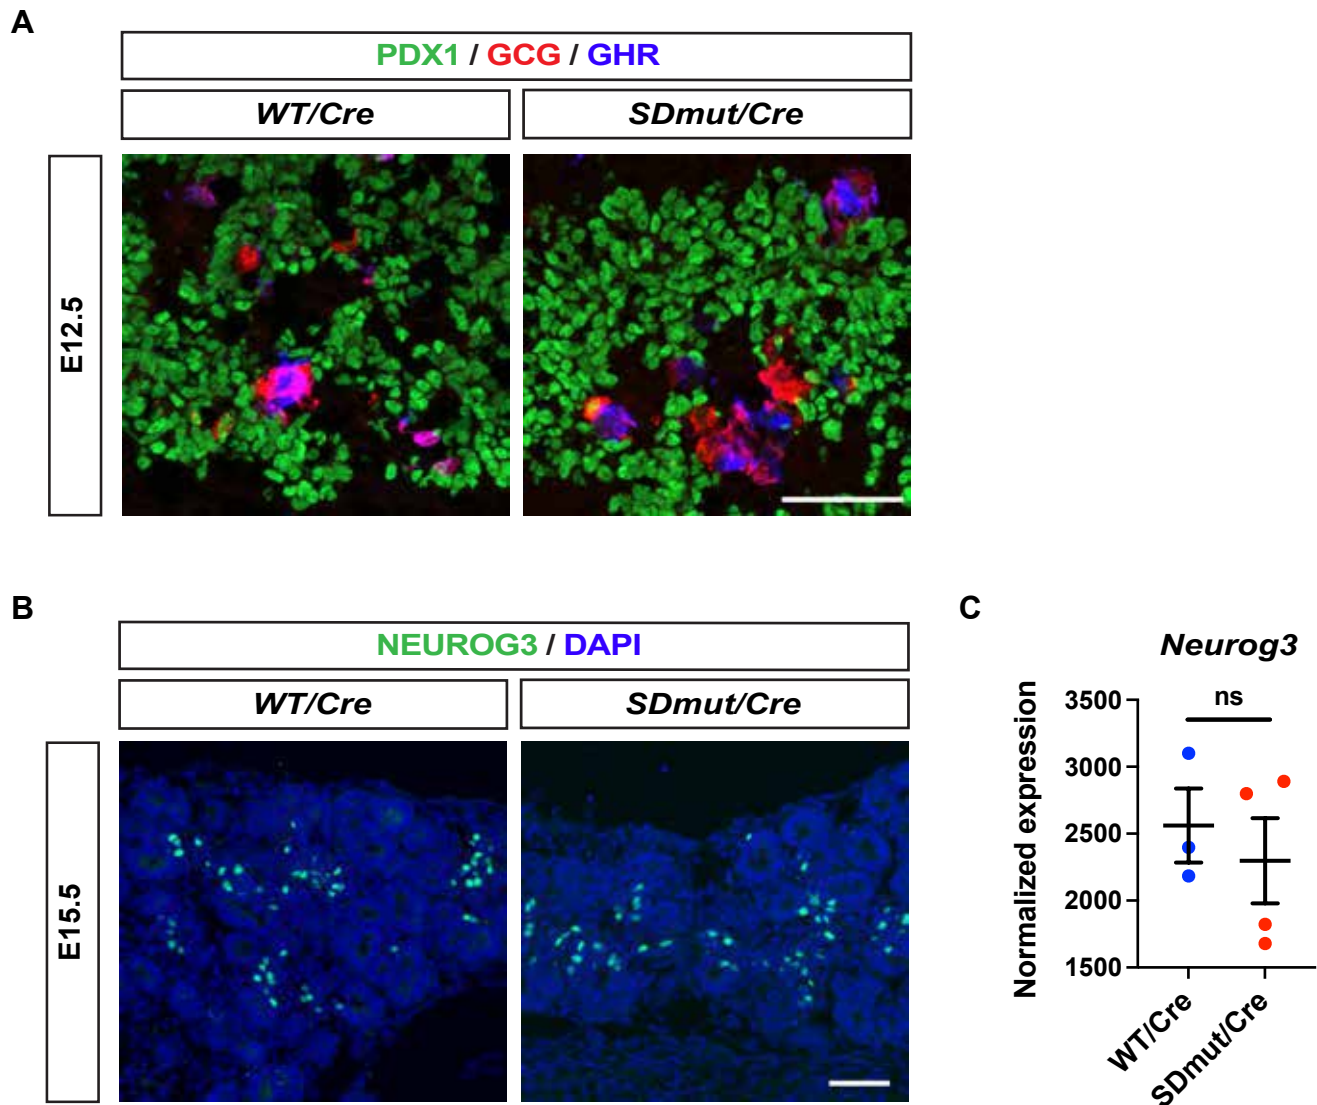 A
PDX1 / GCG / GHR
WT/Cre
SDmut/Cre
E12.5
B
NEUROG3 / DAPI
WT/Cre
SDmut/Cre
E15.5
C
Neurog3
ns
Normalized expression
3500
3000
2500
2000
1500
WT/Cre
SDmut/Cre